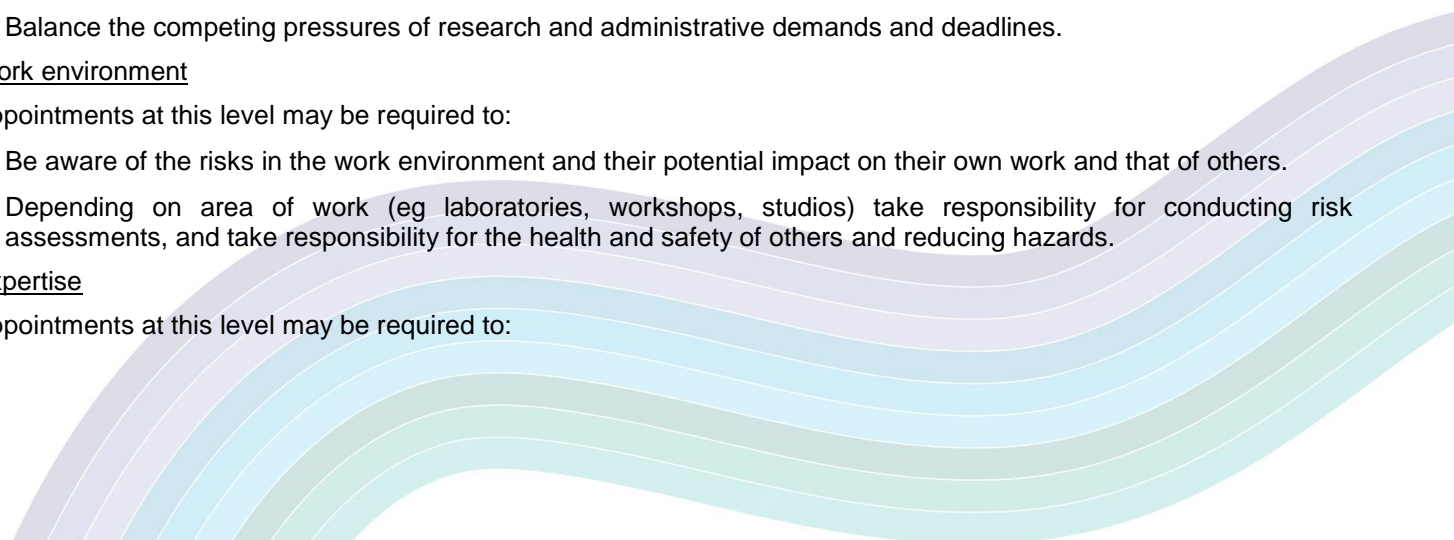 Balance the competing pressures of research and administrative demands and deadlines.
ork environment
ppointments at this level may be required to:
Be aware of the risks in the work environment and their potential impact on their own work and that of others.
Depending on area of work (eg laboratories, workshops, studios) take responsibility for conducting risk
assessments, and take responsibility for the health and safety of others and reducing hazards.
xpertise
ppointments at this level may be required to: